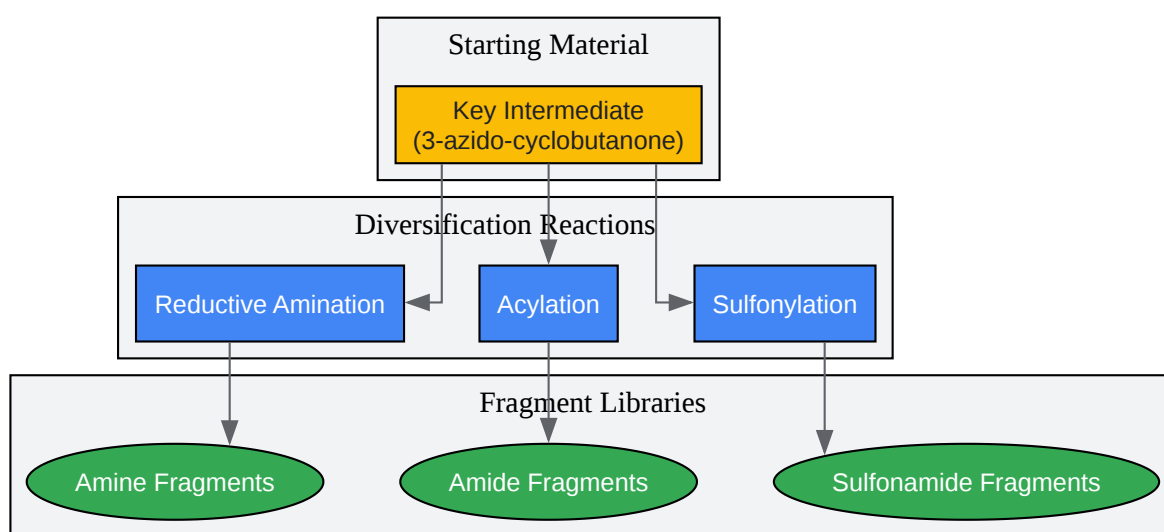 Starting Material
Key Intermediate
(3-azido-cyclobutanone)
Diversification Reactions
Reductive Amination
Acylation
Sulfonylation
Fragment Libraries
Amine Fragments
Amide Fragments
Sulfonamide Fragments